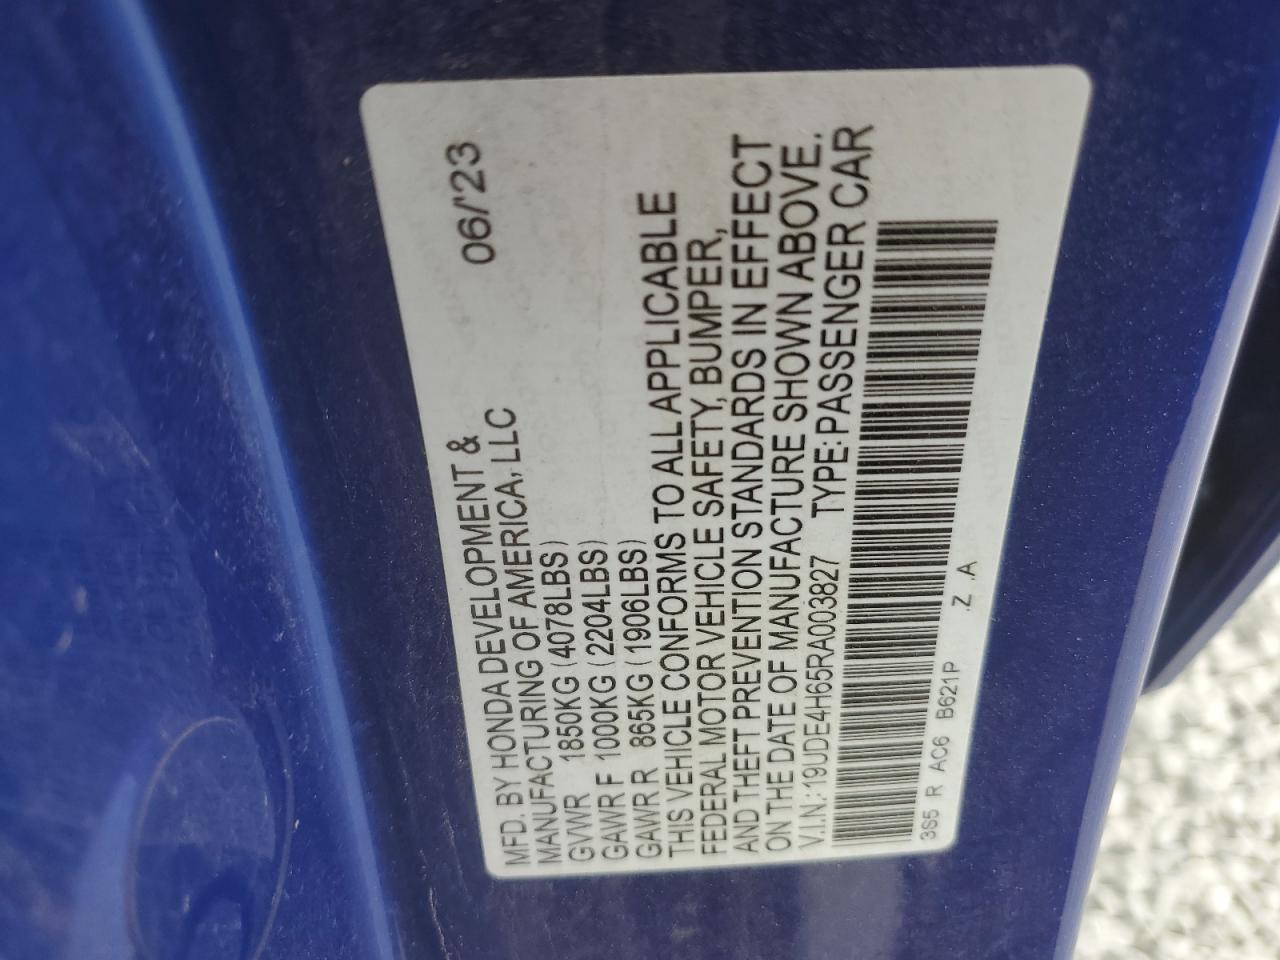 MFD. BY HONDA DEVELOPMENT & 06/'23
MANUFACTURING OF AMERICA, LLC
GVWR 1850KG (4078LBS)
GAWR F 1000KG (2204LBS)
GAWR R 865KG (1906LBS)
THIS VEHICLE CONFORMS TO ALL APPLICABLE
FEDERAL MOTOR VEHICLE SAFETY, BUMPER,
AND THEFT PREVENTION STANDARDS IN EFFECT
ON THE DATE OF MANUFACTURE SHOWN ABOVE.
V.I.N.:19UDE4H65RA003827 TYPE:PASSENGER CAR
3S5 R AC6 B621P .Z .A